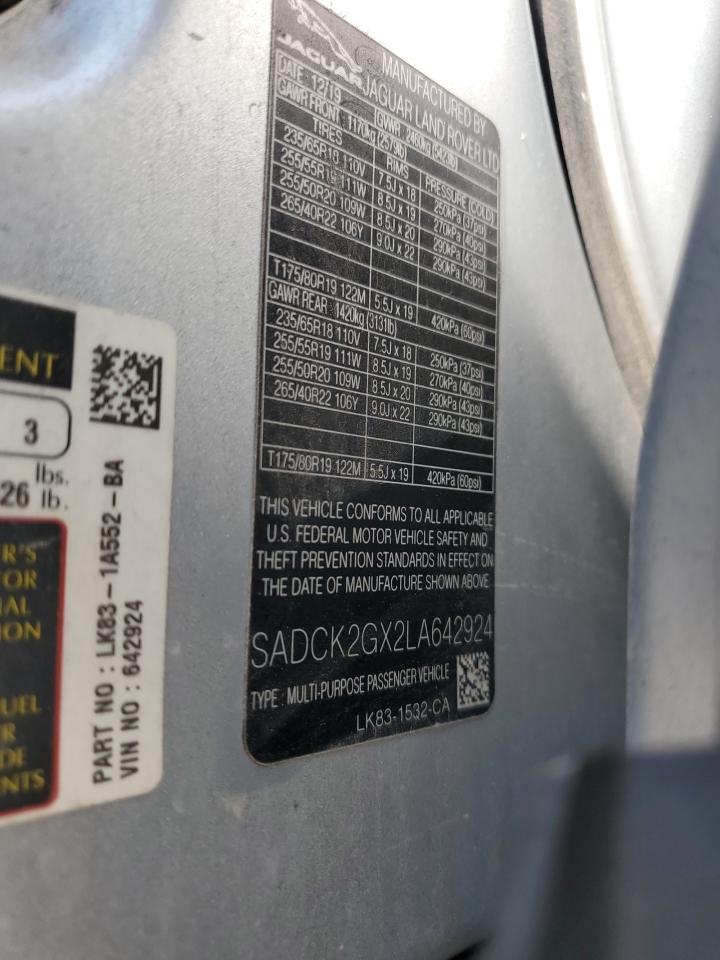 JAGUAR
MANUFACTURED BY
JAGUAR LAND ROVER LTD
DATE 12/19
GVWR 2460kg (5423lb)
GAWR FRONT: 1170kg (2579lb)
TIRES RIMS PRESSURE (COLD)
235/65R18 110V 7.5J x 18 250kPa (37psi)
255/55R19 111W 8.5J x 19 270kPa (40psi)
255/50R20 109W 8.5J x 20 290kPa (43psi)
265/40R22 106Y 9.0J x 22 290kPa (43psi)
T175/80R19 122M 5.5J x 19 420kPa (60psi)
GAWR REAR: 1420kg (3131lb)
235/65R18 110V 7.5J x 18 250kPa (37psi)
255/55R19 111W 8.5J x 19 270kPa (40psi)
255/50R20 109W 8.5J x 20 290kPa (43psi)
265/40R22 106Y 9.0J x 22 290kPa (43psi)
T175/80R19 122M 5.5J x 19 420kPa (60psi)
THIS VEHICLE CONFORMS TO ALL APPLICABLE
U.S. FEDERAL MOTOR VEHICLE SAFETY AND
THEFT PREVENTION STANDARDS IN EFFECT ON
THE DATE OF MANUFACTURE SHOWN ABOVE
SADCK2GX2LA642924
TYPE: MULTI-PURPOSE PASSENGER VEHICLE
LK83-1532-CA
ENT
3
lbs.
26 lb.
R'S
TOR
IAL
ION
UEL
R
DE
NTS
PART NO : LK83-1A552-BA
VIN NO : 642924